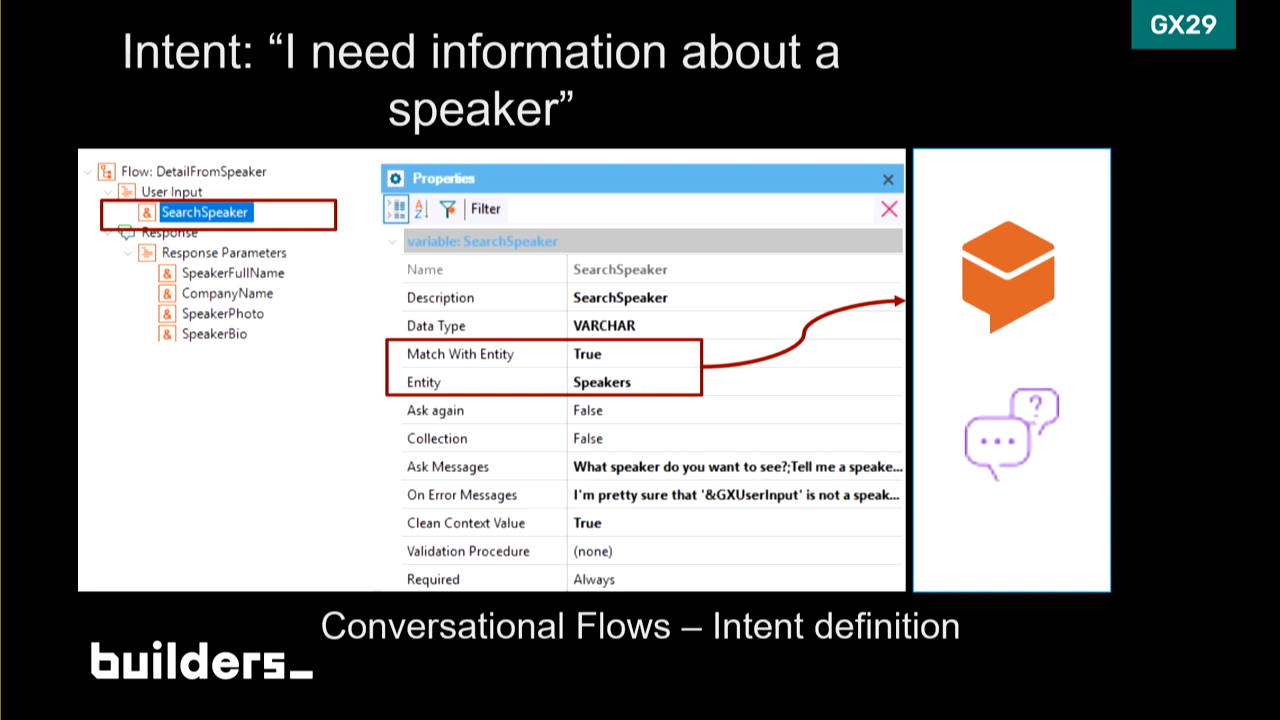 GX29
Intent: “I need information about a
speaker”
Flow: DetailFromSpeaker
User Input
& SearchSpeaker
Response
Response Parameters
& SpeakerFullName
& CompanyName
& SpeakerPhoto
& SpeakerBio
Properties
Filter
variable: SearchSpeaker
Name SearchSpeaker
Description SearchSpeaker
Data Type VARCHAR
Match With Entity True
Entity Speakers
Ask again False
Collection False
Ask Messages What speaker do you want to see?;Tell me a speake...
On Error Messages I'm pretty sure that '&GXUserInput' is not a speak...
Clean Context Value True
Validation Procedure (none)
Required Always
?
Conversational Flows – Intent definition
builders_